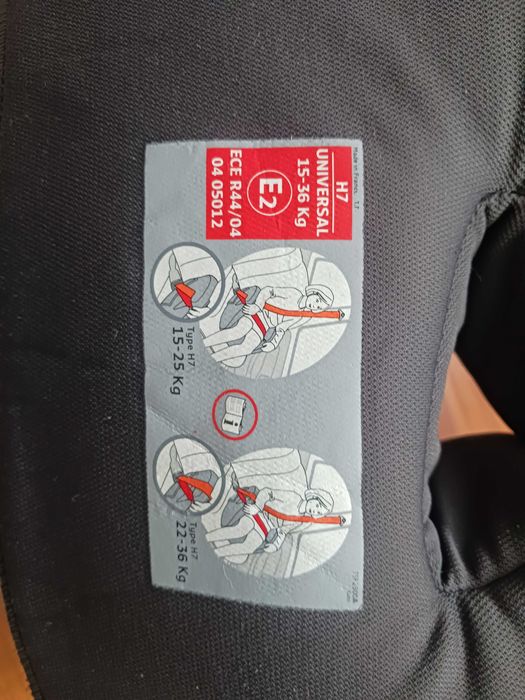 Made in France
H7
UNIVERSAL
15-36 Kg
E2
ECE R44/04
04 05012
Type H7
15-25 Kg
i
Type H7
22-36 Kg